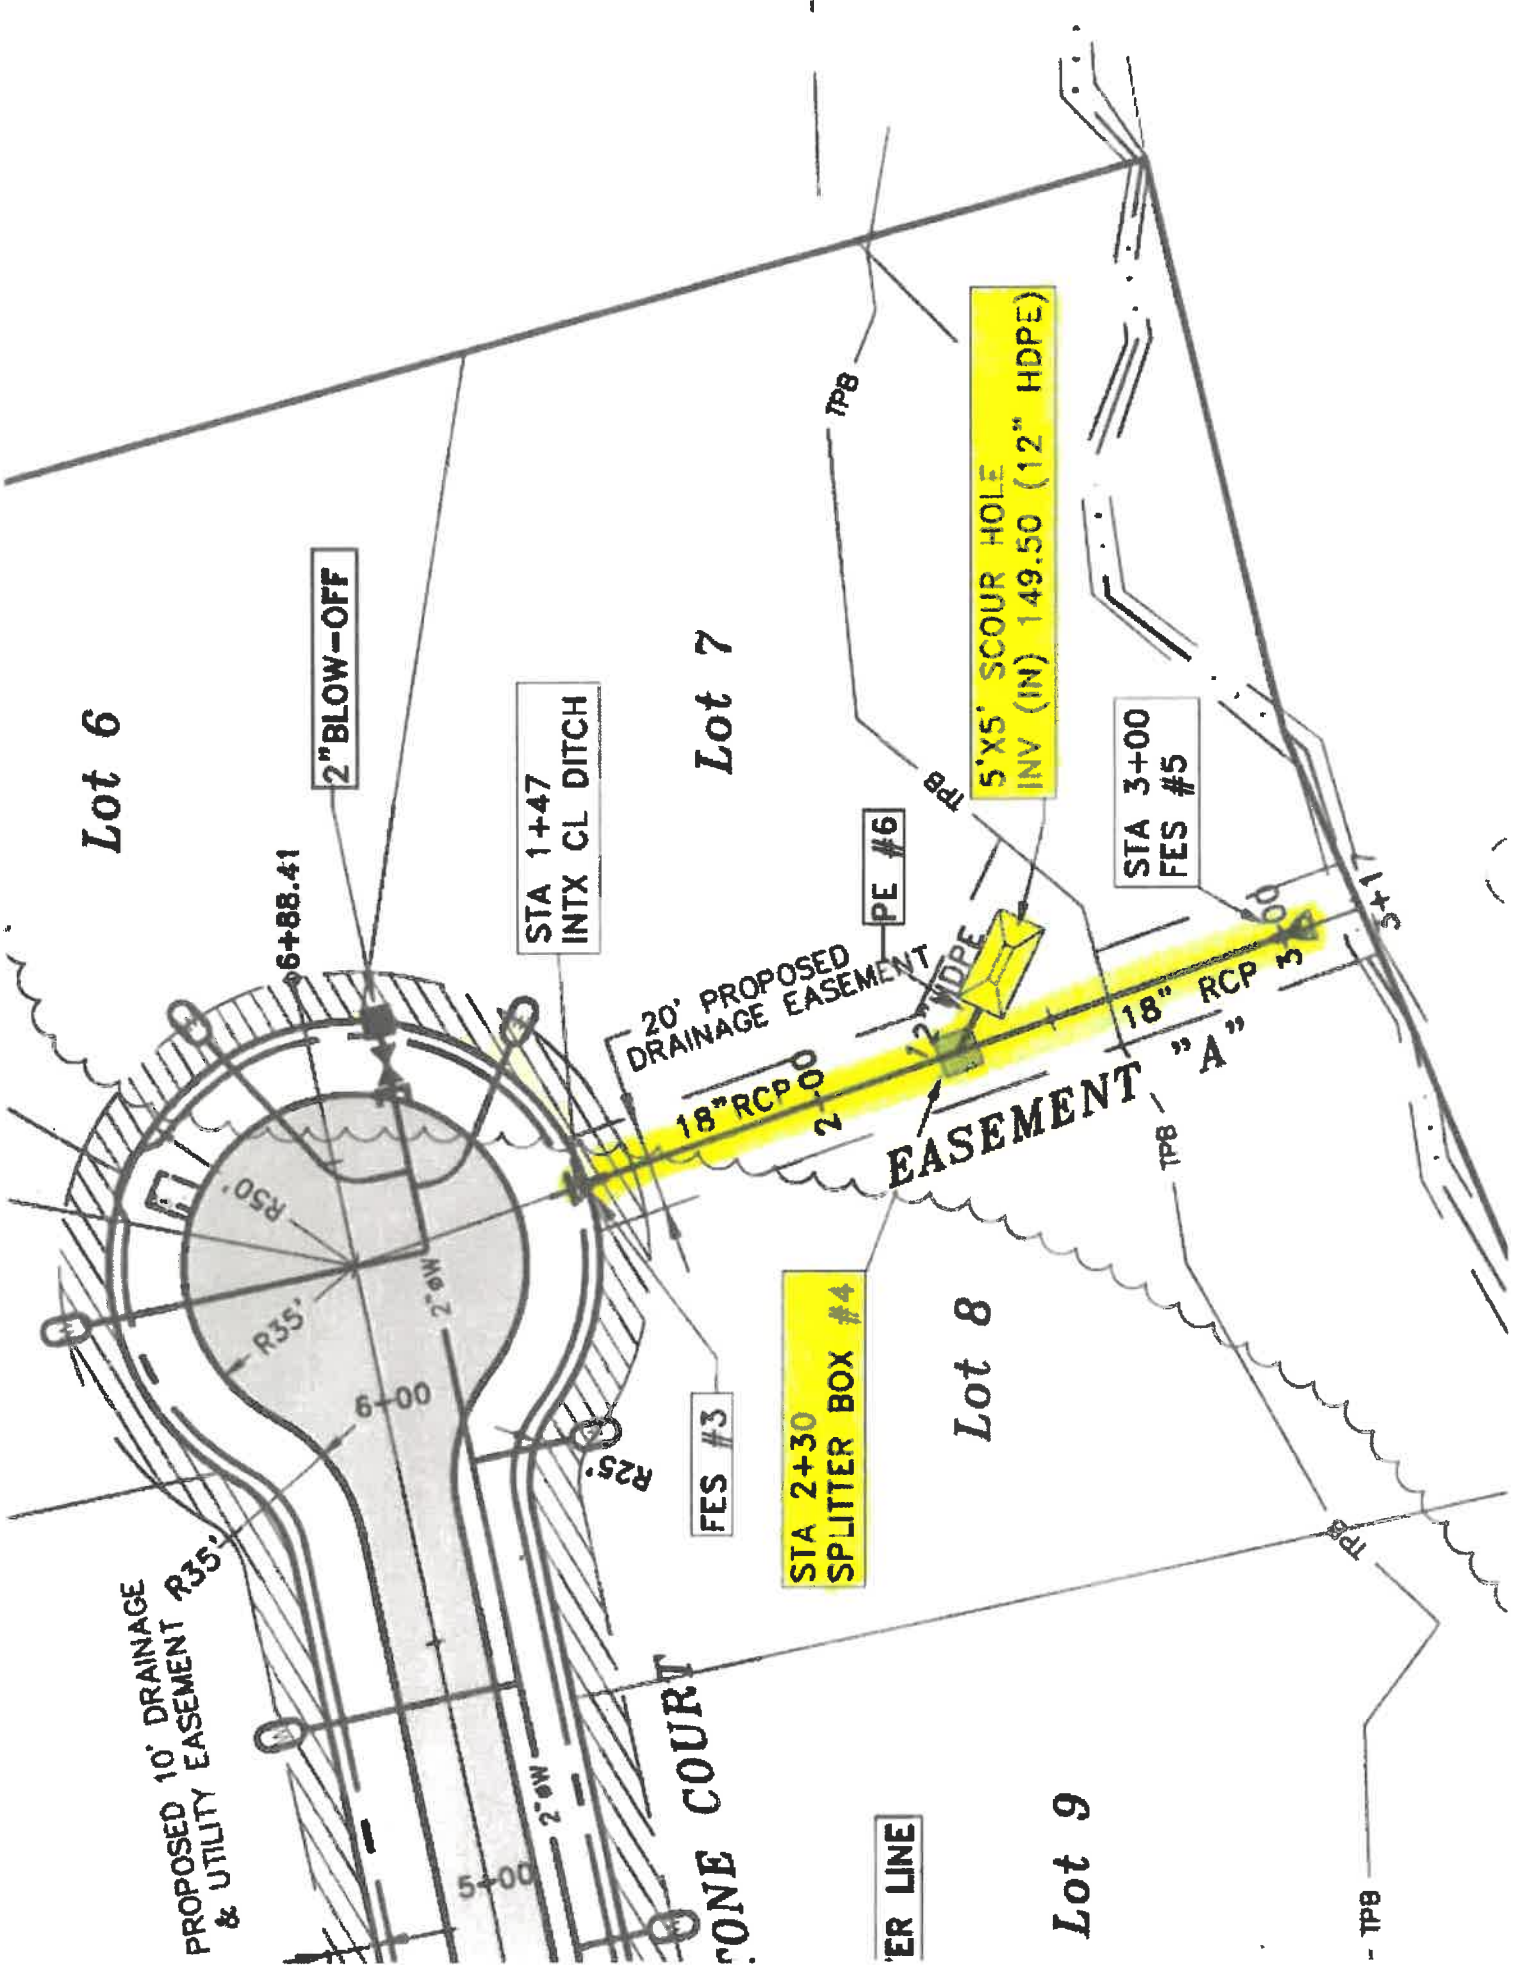 Lot 6
2"BLOW-OFF
6+88.41
STA 1+47
INTX CL DITCH
Lot 7
TPB
5'X5' SCOUR HOLE
INV (IN) 149.50 (12" HDPE)
TPB
PE #6
STA 3+00
FES #5
20' PROPOSED
DRAINAGE EASEMENT
12"
HDPE
18"RCP
2+00
18" RCP
3+00
3+17
EASEMENT "A"
TPB
R50'
R35'
2"øW
6+00
R25'
FES #3
STA 2+30
SPLITTER BOX #4
Lot 8
TPB
PROPOSED 10' DRAINAGE
& UTILITY EASEMENT
R35'
2"øW
5+00
TONE COURT
ER LINE
Lot 9
TPB
W
W
W
W
W
W